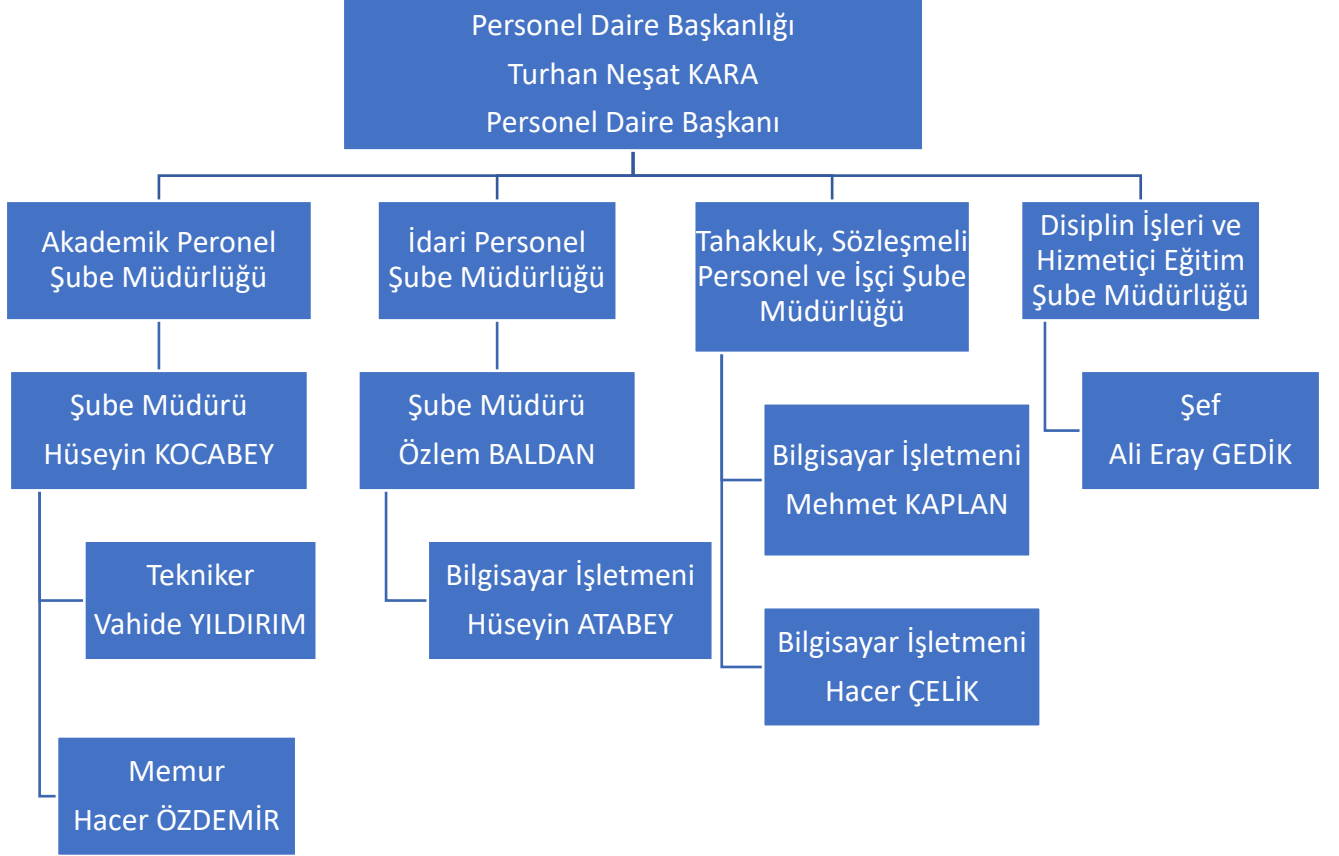 Personel Daire Başkanlığı
Turhan Neşat KARA
Personel Daire Başkanı
Akademik Peronel
Şube Müdürlüğü
İdari Personel
Şube Müdürlüğü
Tahakkuk, Sözleşmeli
Personel ve İşçi Şube
Müdürlüğü
Disiplin İşleri ve
Hizmetiçi Eğitim
Şube Müdürlüğü
Şube Müdürü
Hüseyin KOCABEY
Şube Müdürü
Özlem BALDAN
Bilgisayar İşletmeni
Mehmet KAPLAN
Şef
Ali Eray GEDİK
Tekniker
Vahide YILDIRIM
Bilgisayar İşletmeni
Hüseyin ATABEY
Bilgisayar İşletmeni
Hacer ÇELİK
Memur
Hacer ÖZDEMİR